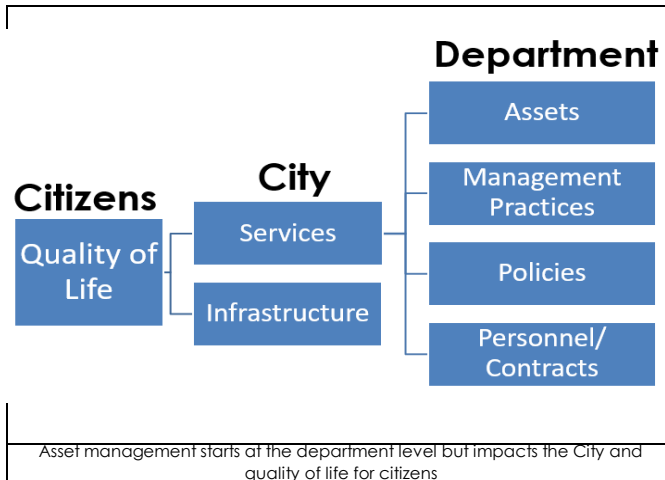 Department
Assets
City
Management
Practices
Citizens
Services
Quality of
Life
Policies
Infrastructure
Personnel/
Contracts
Asset management starts at the department level but impacts the City and
quality of life for citizens